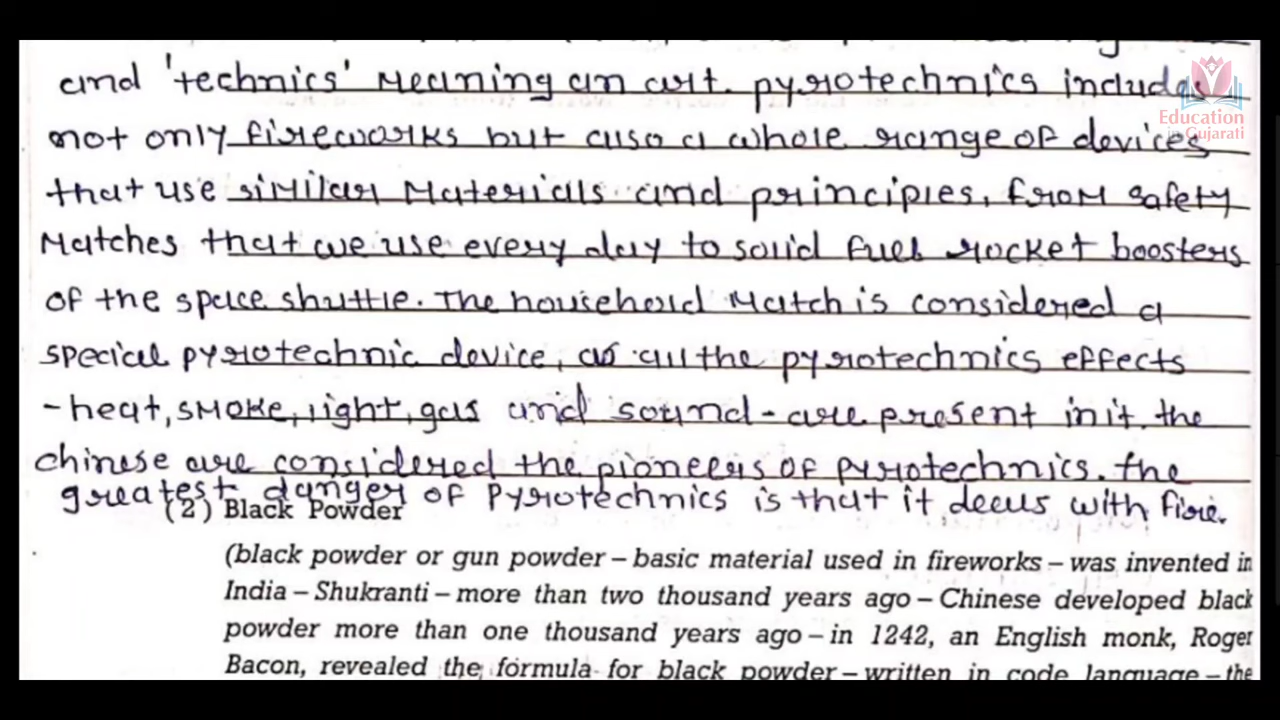 and 'technics' Meaning an art. pyrotechnics includes
Education
in Gujarati
not only fireworks but also a whole range of devices
that use similar Materials and principles, from safety
Matches that we use every day to solid fuel rocket boosters
of the space shuttle. The household Match is considered a
special pyrotechnic device, as all the pyrotechnics effects
-heat, smoke, light, gas and sound - are present in it. the
chinese are considered the pioneers of pyrotechnics. the
greatest danger of pyrotechnics is that it deals with fire.
(2) Black Powder
(black powder or gun powder – basic material used in fireworks – was invented in
India – Shukranti – more than two thousand years ago – Chinese developed black
powder more than one thousand years ago – in 1242, an English monk, Roger
Bacon, revealed the formula for black powder – written in code language – the